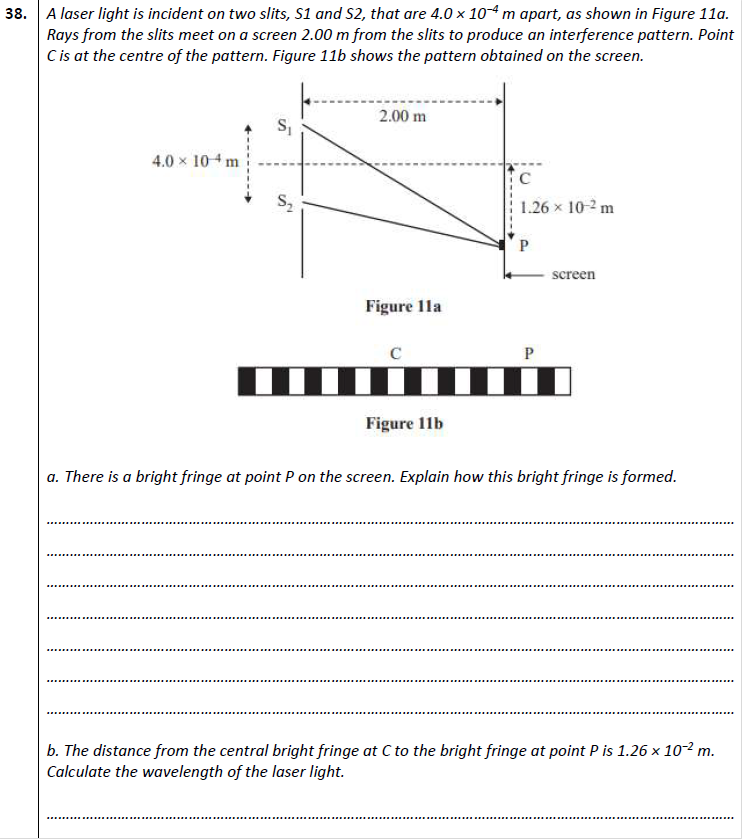 38. A laser light is incident on two slits, S1 and S2, that are 4.0 × 10⁻⁴ m apart, as shown in Figure 11a.
Rays from the slits meet on a screen 2.00 m from the slits to produce an interference pattern. Point
C is at the centre of the pattern. Figure 11b shows the pattern obtained on the screen.
2.00 m
S₁
4.0 × 10⁻⁴ m
C
S₂
1.26 × 10⁻² m
P
screen
Figure 11a
C P
Figure 11b
a. There is a bright fringe at point P on the screen. Explain how this bright fringe is formed.
b. The distance from the central bright fringe at C to the bright fringe at point P is 1.26 × 10⁻² m.
Calculate the wavelength of the laser light.